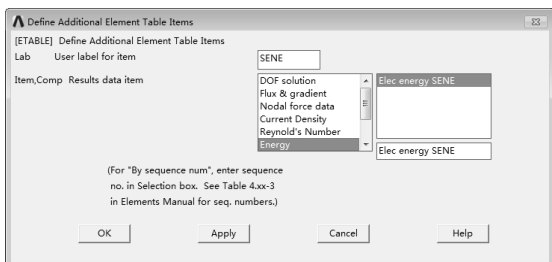 Define Additional Element Table Items
[ETABLE] Define Additional Element Table Items
Lab User label for item SENE
Item,Comp Results data item
DOF solution
Flux & gradient
Nodal force data
Current Density
Reynold's Number
Energy
Elec energy SENE
Elec energy SENE
(For "By sequence num", enter sequence
no. in Selection box. See Table 4.xx-3
in Elements Manual for seq. numbers.)
OK Apply Cancel Help